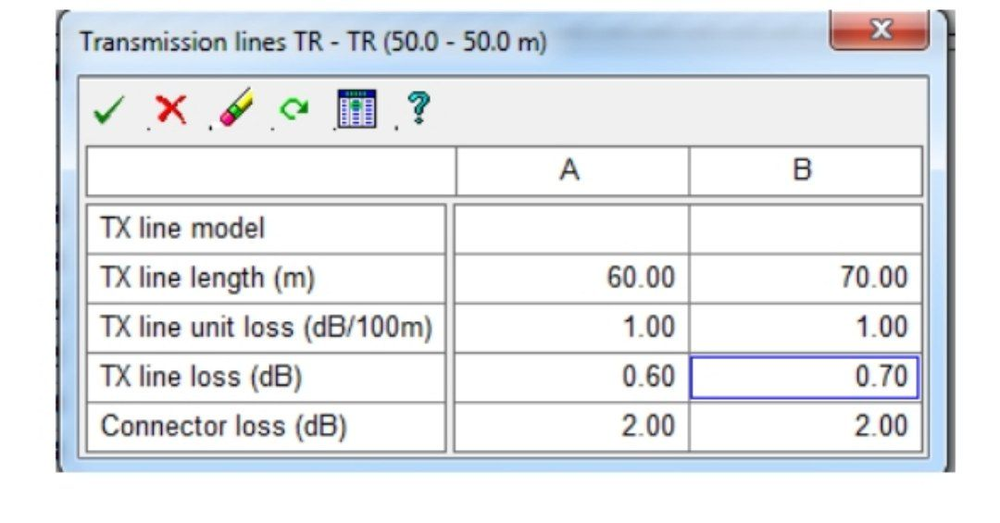 Transmission lines TR - TR (50.0 - 50.0 m)
A B
TX line model
TX line length (m) 60.00 70.00
TX line unit loss (dB/100m) 1.00 1.00
TX line loss (dB) 0.60 0.70
Connector loss (dB) 2.00 2.00